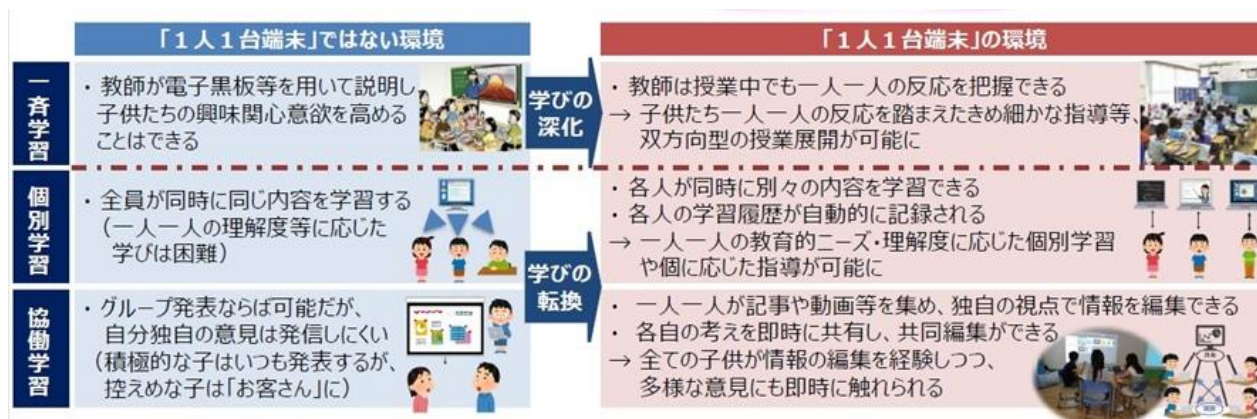 「１人１台端末」ではない環境
「１人１台端末」の環境
一斉学習
・教師が電子黒板等を用いて説明し
子供たちの興味関心意欲を高める
ことはできる
学びの
深化
・教師は授業中でも一人一人の反応を把握できる
→ 子供たち一人一人の反応を踏まえたきめ細かな指導等、
双方向型の授業展開が可能に
個別学習
・全員が同時に同じ内容を学習する
（一人一人の理解度等に応じた
学びは困難）
学びの
転換
・各人が同時に別々の内容を学習できる
・各人の学習履歴が自動的に記録される
→ 一人一人の教育的ニーズ・理解度に応じた個別学習
や個に応じた指導が可能に
協働学習
・グループ発表ならば可能だが、
自分独自の意見は発信しにくい
（積極的な子はいつも発表するが、
控えめな子は「お客さん」に）
・一人一人が記事や動画等を集め、独自の視点で情報を編集できる
・各自の考えを即時に共有し、共同編集ができる
→ 全ての子供が情報の編集を経験しつつ、
多様な意見にも即時に触れられる